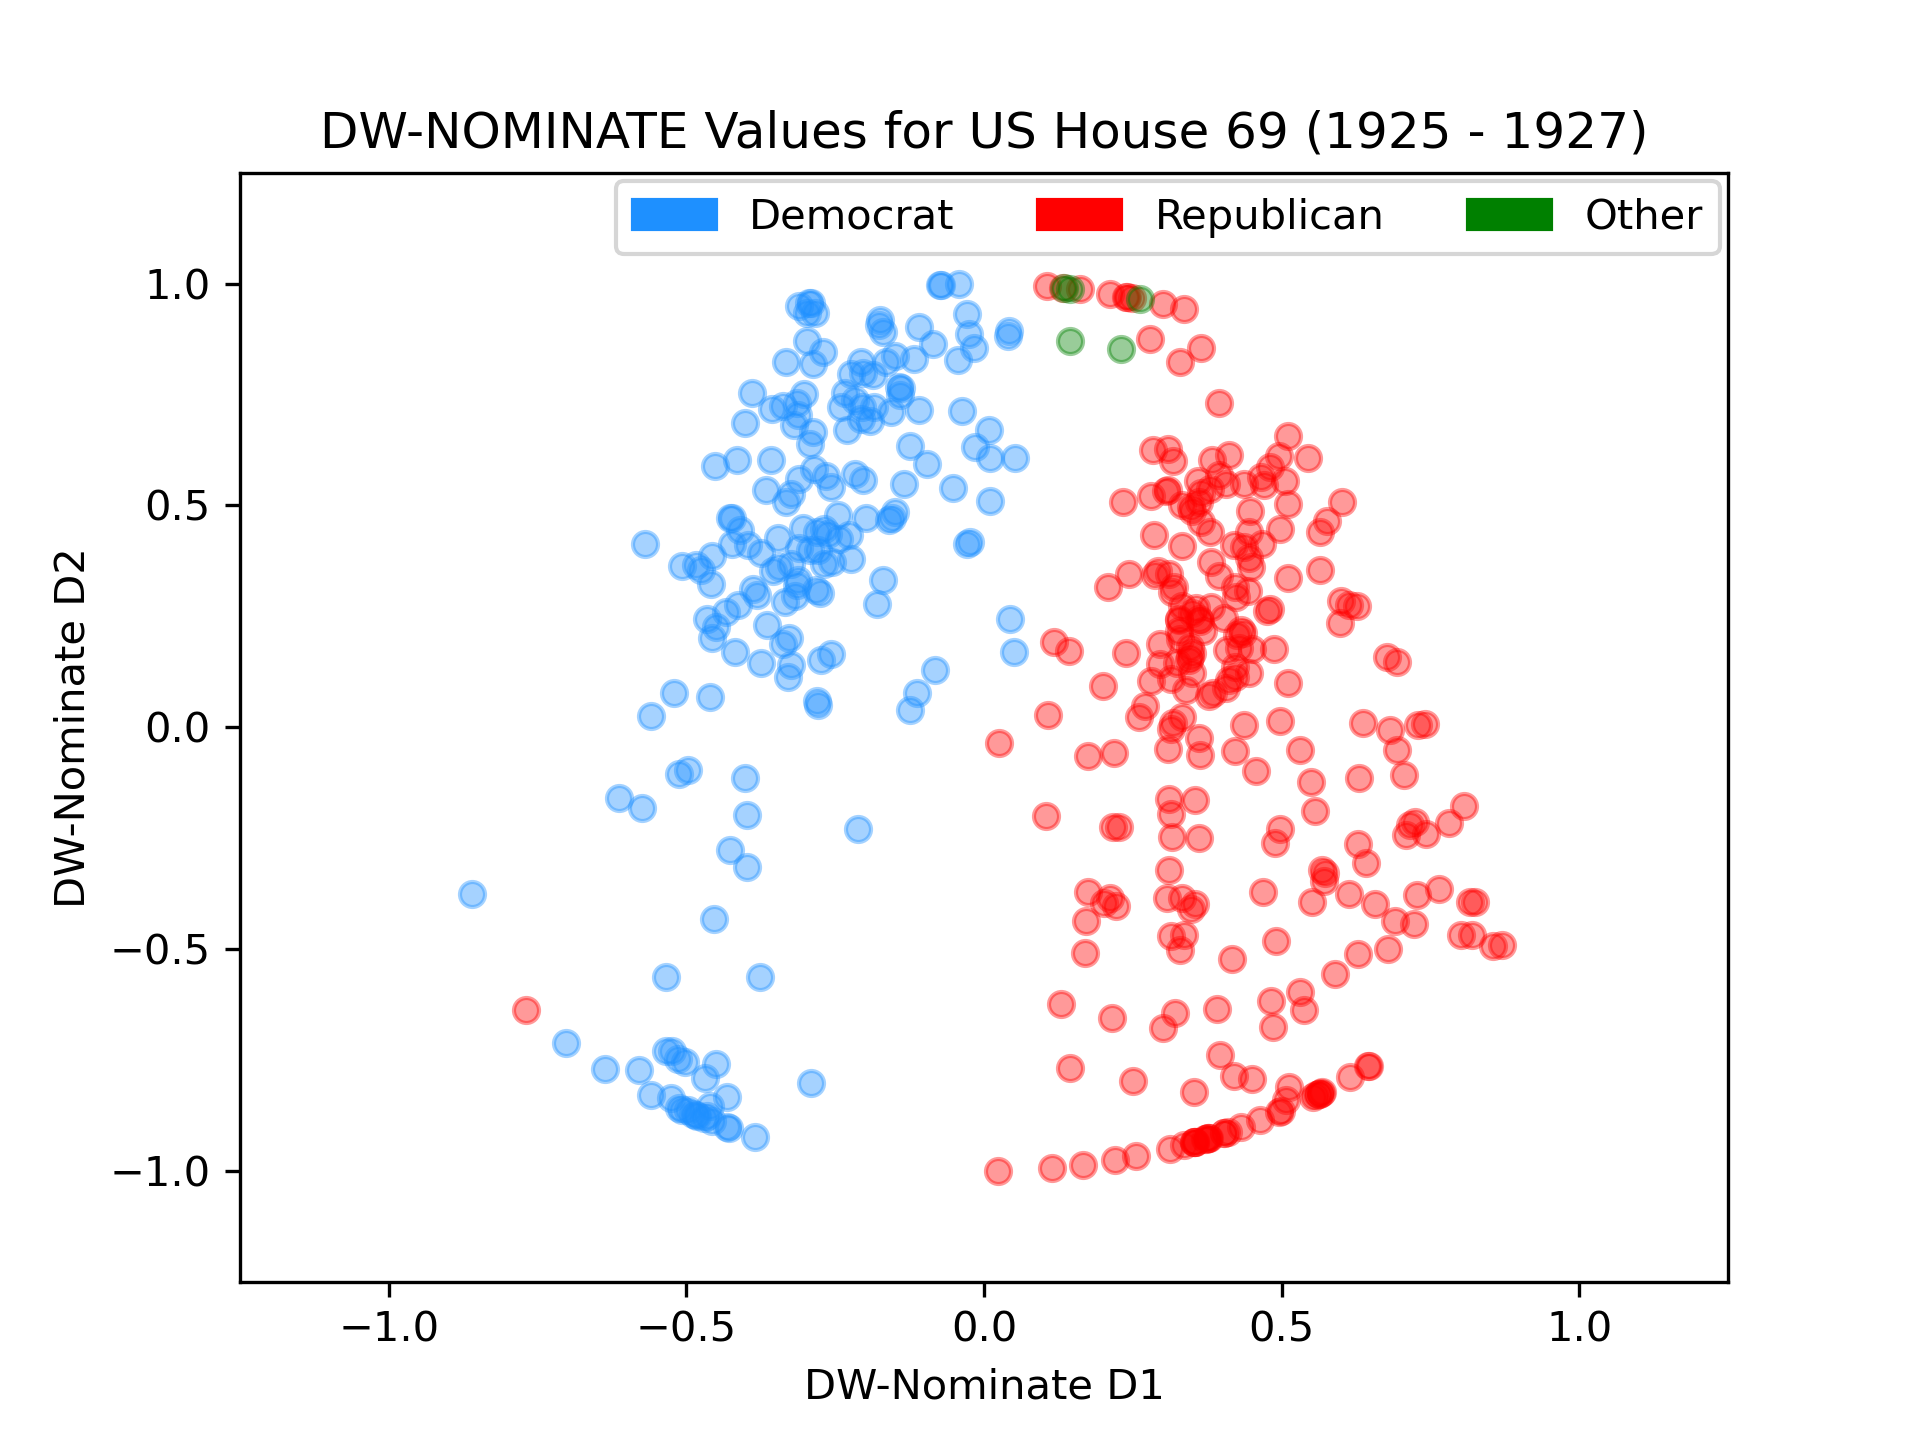 DW-NOMINATE Values for US House 69 (1925 - 1927)
Democrat Republican Other
1.0
0.5
0.0
−0.5
−1.0
DW-Nominate D2
−1.0 −0.5 0.0 0.5 1.0
DW-Nominate D1